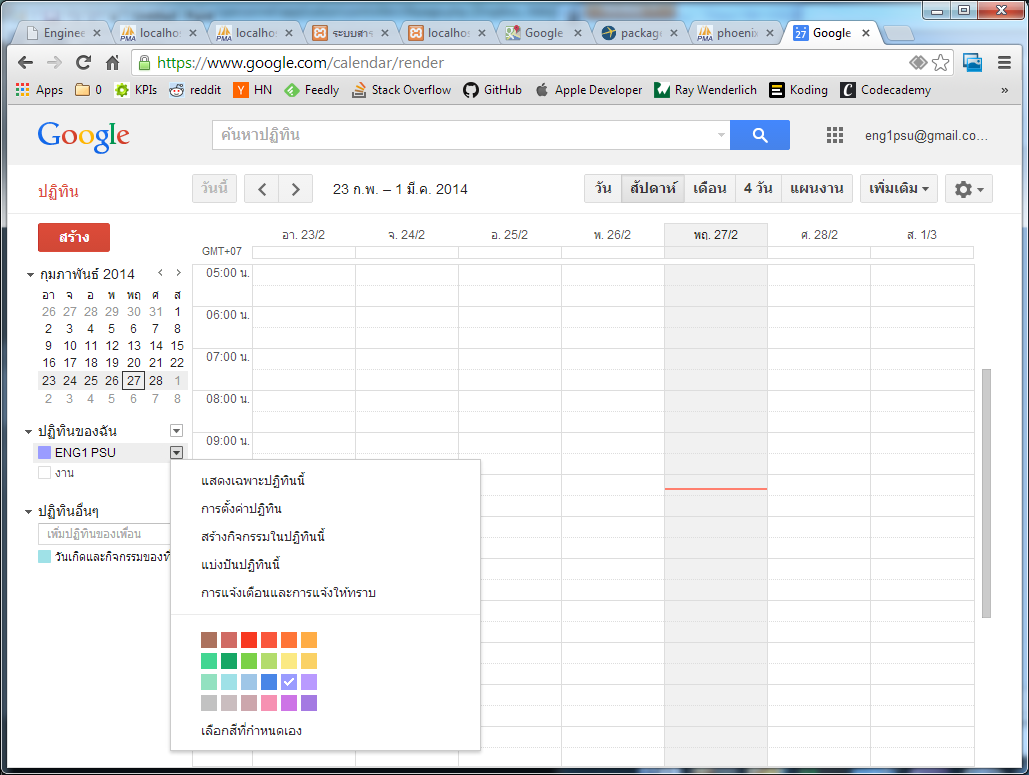 Enginee
localhos
localhos
ระบบสาร
localhos
Google
package
phoenix
27 Google
https://www.google.com/calendar/render
Apps 0 KPIs reddit Y HN Feedly Stack Overflow GitHub Apple Developer Ray Wenderlich Koding Codecademy »
Google ค้นหาปฏิทิน eng1psu@gmail.co...
ปฏิทิน วันนี้ 23 ก.พ. – 1 มี.ค. 2014 วัน สัปดาห์ เดือน 4 วัน แผนงาน เพิ่มเติม
สร้าง
อา. 23/2 จ. 24/2 อ. 25/2 พ. 26/2 พฤ. 27/2 ศ. 28/2 ส. 1/3
GMT+07
กุมภาพันธ์ 2014
อา จ อ พ พฤ ศ ส
26 27 28 29 30 31 1
2 3 4 5 6 7 8
9 10 11 12 13 14 15
16 17 18 19 20 21 22
23 24 25 26 27 28 1
2 3 4 5 6 7 8
05:00 น.
06:00 น.
07:00 น.
08:00 น.
09:00 น.
ปฏิทินของฉัน
ENG1 PSU
งาน
ปฏิทินอื่นๆ
เพิ่มปฏิทินของเพื่อน
วันเกิดและกิจกรรมของที
แสดงเฉพาะปฏิทินนี้
การตั้งค่าปฏิทิน
สร้างกิจกรรมในปฏิทินนี้
แบ่งปันปฏิทินนี้
การแจ้งเตือนและการแจ้งให้ทราบ
เลือกสีที่กำหนดเอง